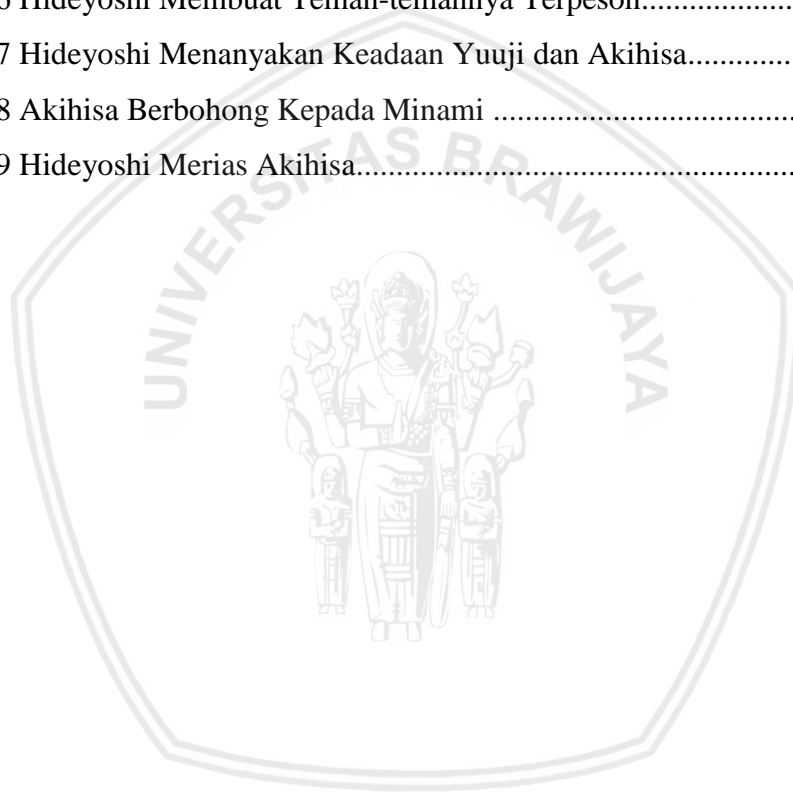 6 Hideyoshi Membuat Teman-temannya Terpeson....................
7 Hideyoshi Menanyakan Keadaan Yuuji dan Akihisa.............
8 Akihisa Berbohong Kepada Minami ....................................
9 Hideyoshi Merias Akihisa.....................................................
UNIVERSITAS BRAWIJAYA